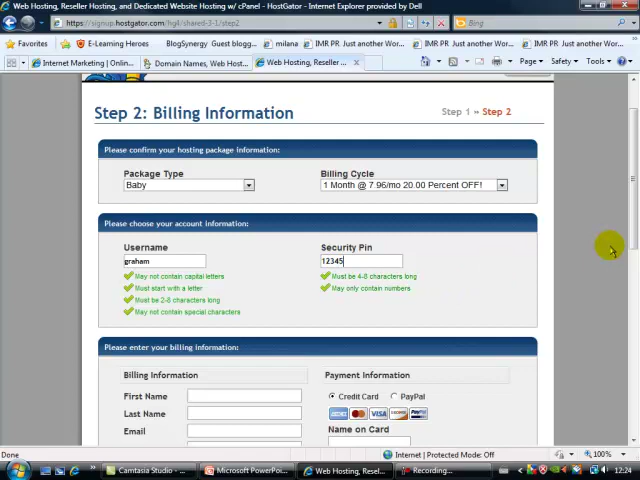 Web Hosting, Reseller Hosting, and Dedicated Website Hosting w/ cPanel - HostGator - Internet Explorer provided by Dell
https://signup.hostgator.com/hg4/shared-3-1/step2
Bing
Favorites
E-Learning Heroes
BlogSynergy Google search
milana
IMR PR Just another Wor...
IMR PR Just another Wor...
Internet Marketing | Onlin...
Domain Names, Web Host...
Web Hosting, Reseller ...
Page
Safety
Tools
Step 2: Billing Information
Step 1 Step 2
Please confirm your hosting package information:
Package Type
Billing Cycle
Baby
1 Month @ 7.96/mo 20.00 Percent OFF!
Please choose your account information:
Username
Security Pin
graham
12345
May not contain capital letters
Must be 4-8 characters long
Must start with a letter
May only contain numbers
Must be 2-8 characters long
May not contain special characters
Please enter your billing information:
Billing Information
Payment Information
First Name
Credit Card
PayPal
Last Name
VISA
Email
Name on Card
Done
Internet | Protected Mode: Off
100%
Camtasia Studio - ...
Microsoft PowerPo...
Web Hosting, Resel...
Recording...
12:24